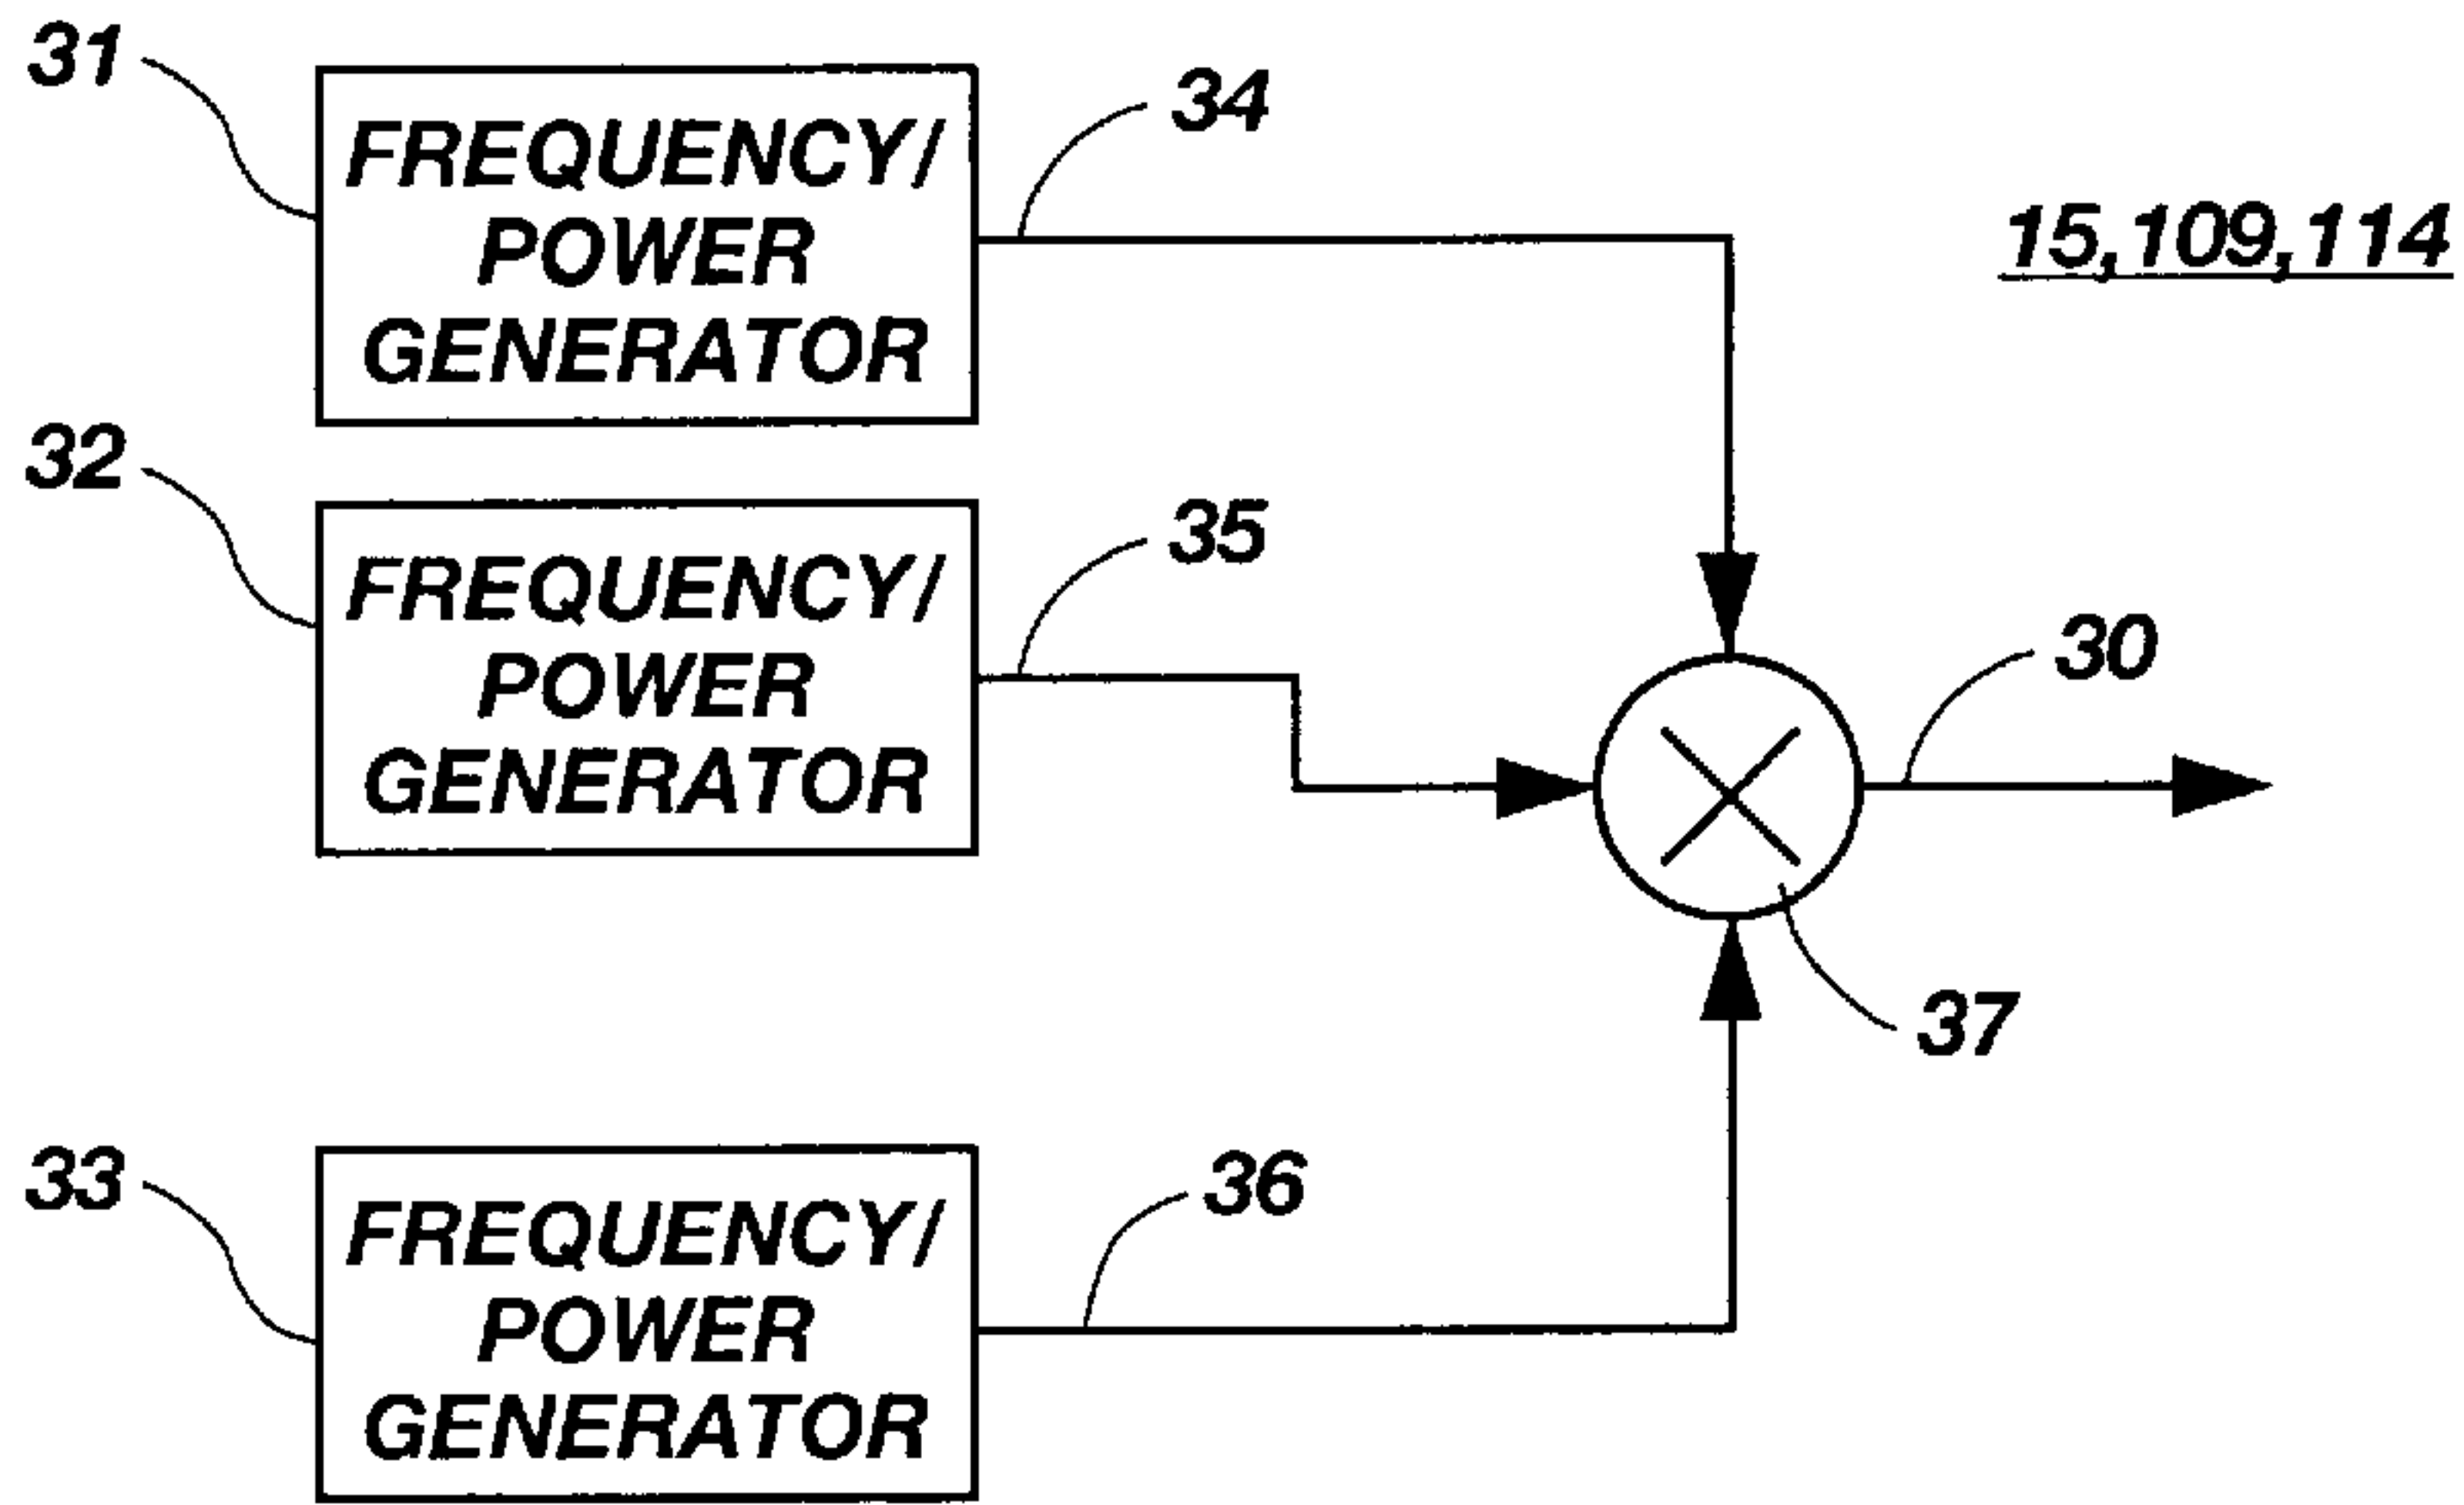 31
FREQUENCY/
POWER
GENERATOR
34
15,109,114
32
FREQUENCY/
POWER
GENERATOR
35
30
37
33
FREQUENCY/
POWER
GENERATOR
36